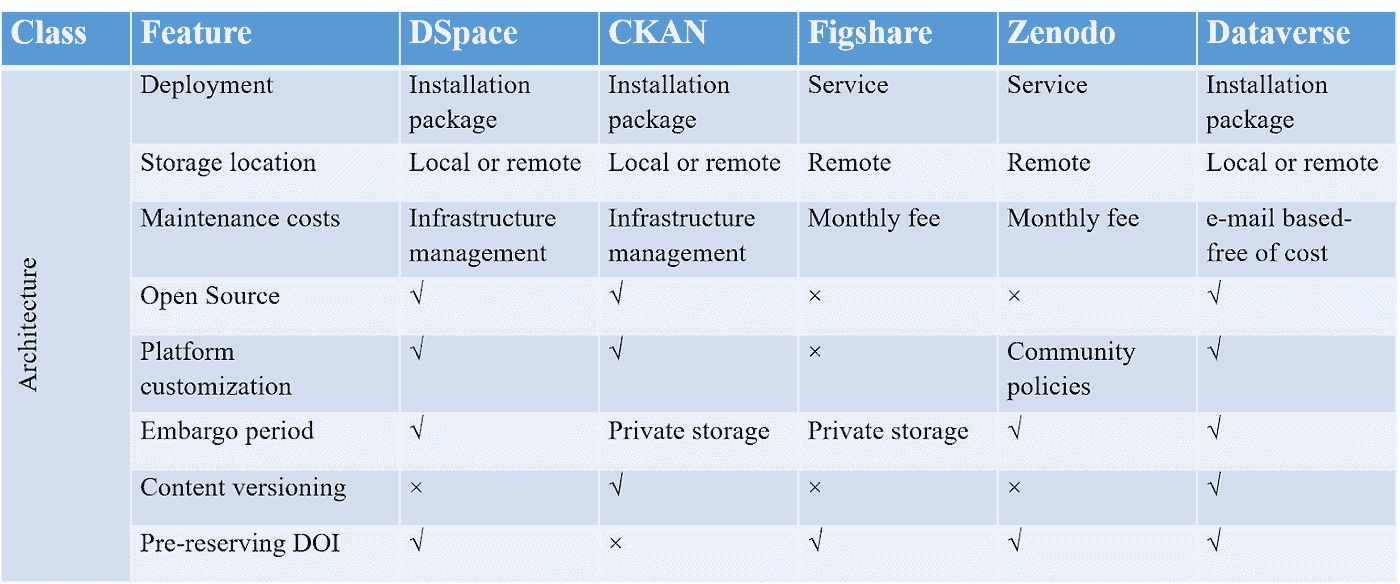 Class Feature DSpace CKAN Figshare Zenodo Dataverse
Architecture
Deployment Installation package Installation package Service Service Installation package
Storage location Local or remote Local or remote Remote Remote Local or remote
Maintenance costs Infrastructure management Infrastructure management Monthly fee Monthly fee e-mail based-free of cost
Open Source √ √ × × √
Platform customization √ √ × Community policies √
Embargo period √ Private storage Private storage √ √
Content versioning × √ × × √
Pre-reserving DOI √ × √ √ √